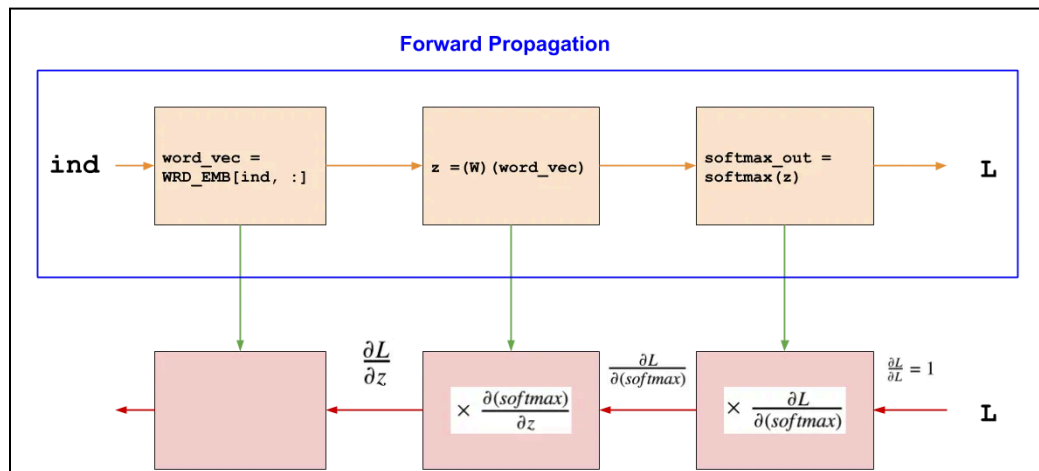 Forward Propagation
ind
word_vec =
WRD_EMB[ind, :]
z =(W)(word_vec)
softmax_out =
softmax(z)
L
∂L/∂z
∂L/∂(softmax)
∂L/∂L = 1
× ∂(softmax)/∂z
× ∂L/∂(softmax)
L